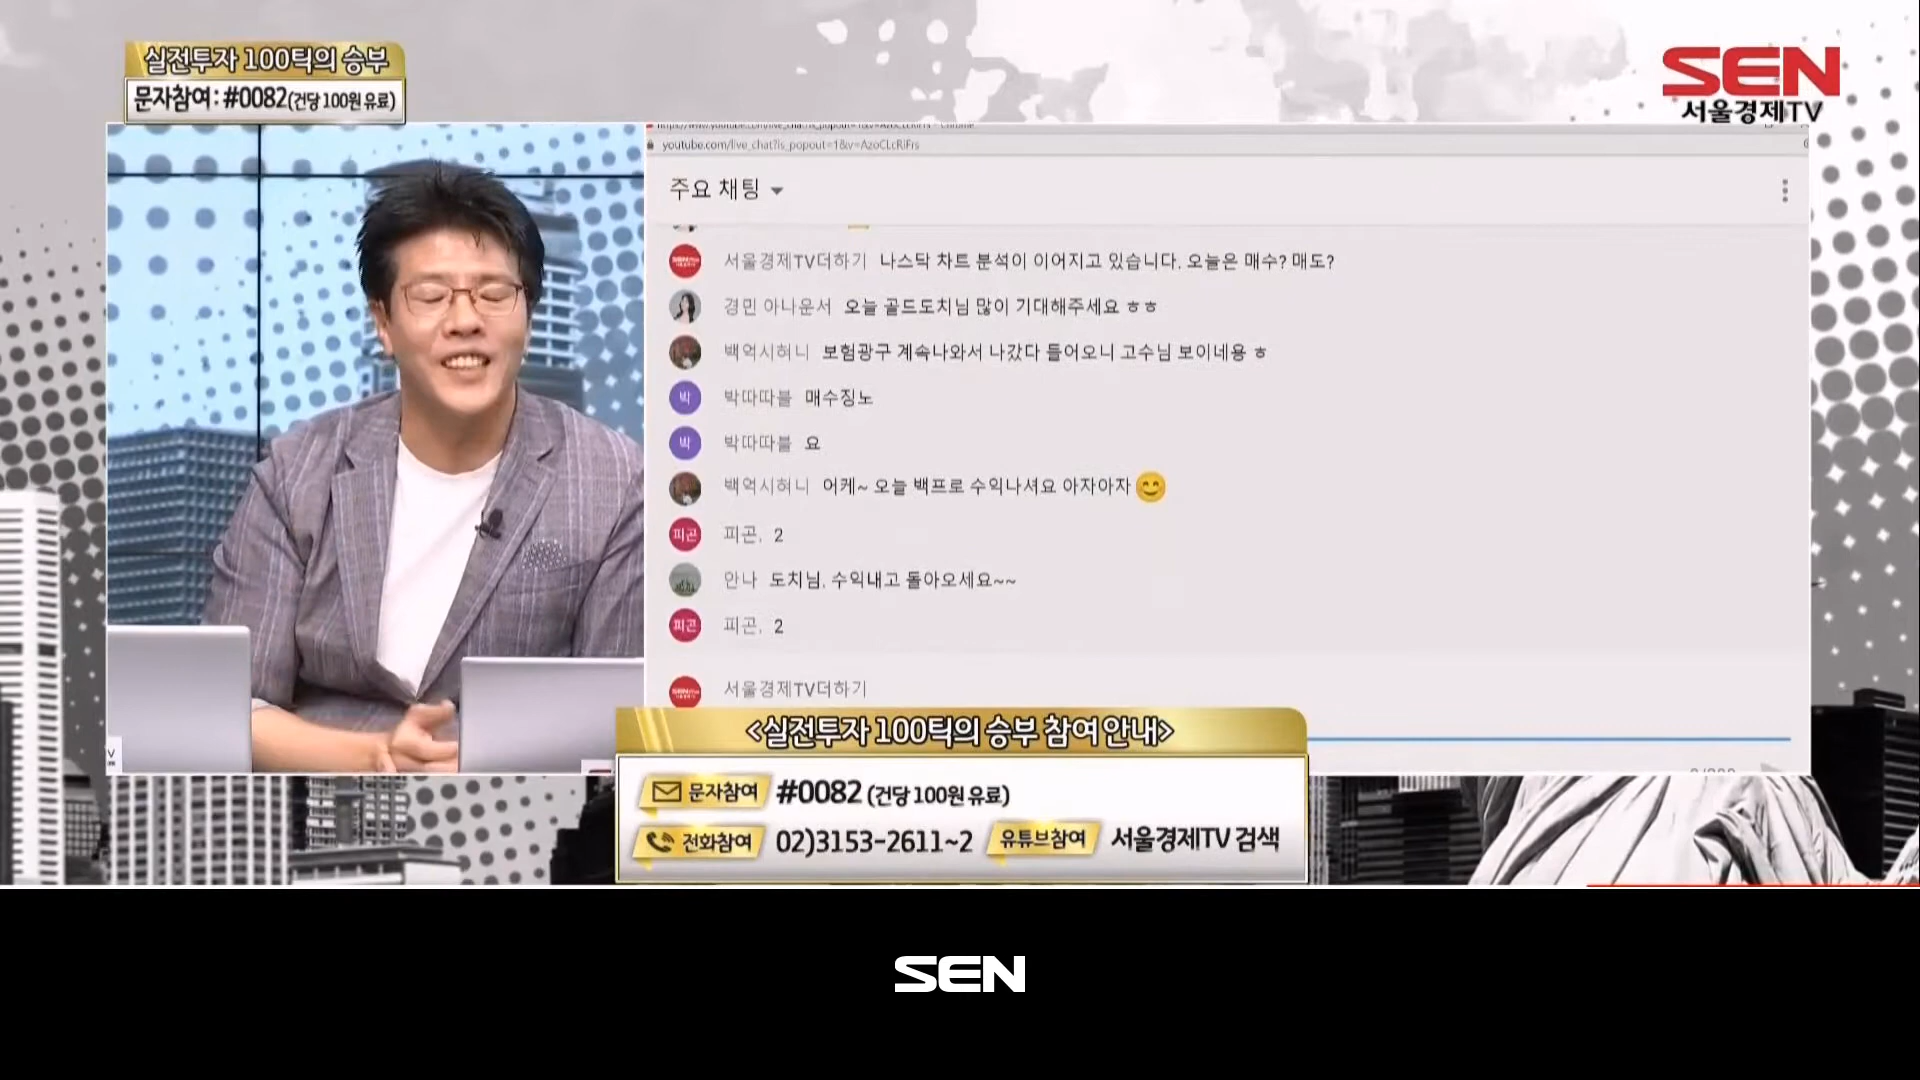 실전투자 100틱의 승부
문자참여 : #0082(건당 100원 유료)
SEN
서울경제TV
youtube.com/live_chat?is_popout=1&v=AzoCLcRiFrs
주요 채팅
서울경제TV더하기 나스닥 차트 분석이 이어지고 있습니다. 오늘은 매수? 매도?
경민 아나운서 오늘 골드도치님 많이 기대해주세요 ㅎㅎ
백억시혀니 보험광구 계속나와서 나갔다 들어오니 고수님 보이네용 ㅎ
박 박따따블 매수징노
박 박따따블 요
백억시혀니 어케~ 오늘 백프로 수익나셔요 아자아자 😊
피곤 피곤. 2
안나 도치님. 수익내고 돌아오세요~~
피곤 피곤. 2
서울경제TV더하기
<실전투자 100틱의 승부 참여 안내>
문자참여 #0082 (건당 100원 유료)
전화참여 02)3153-2611~2 유튜브참여 서울경제TV 검색
SEN